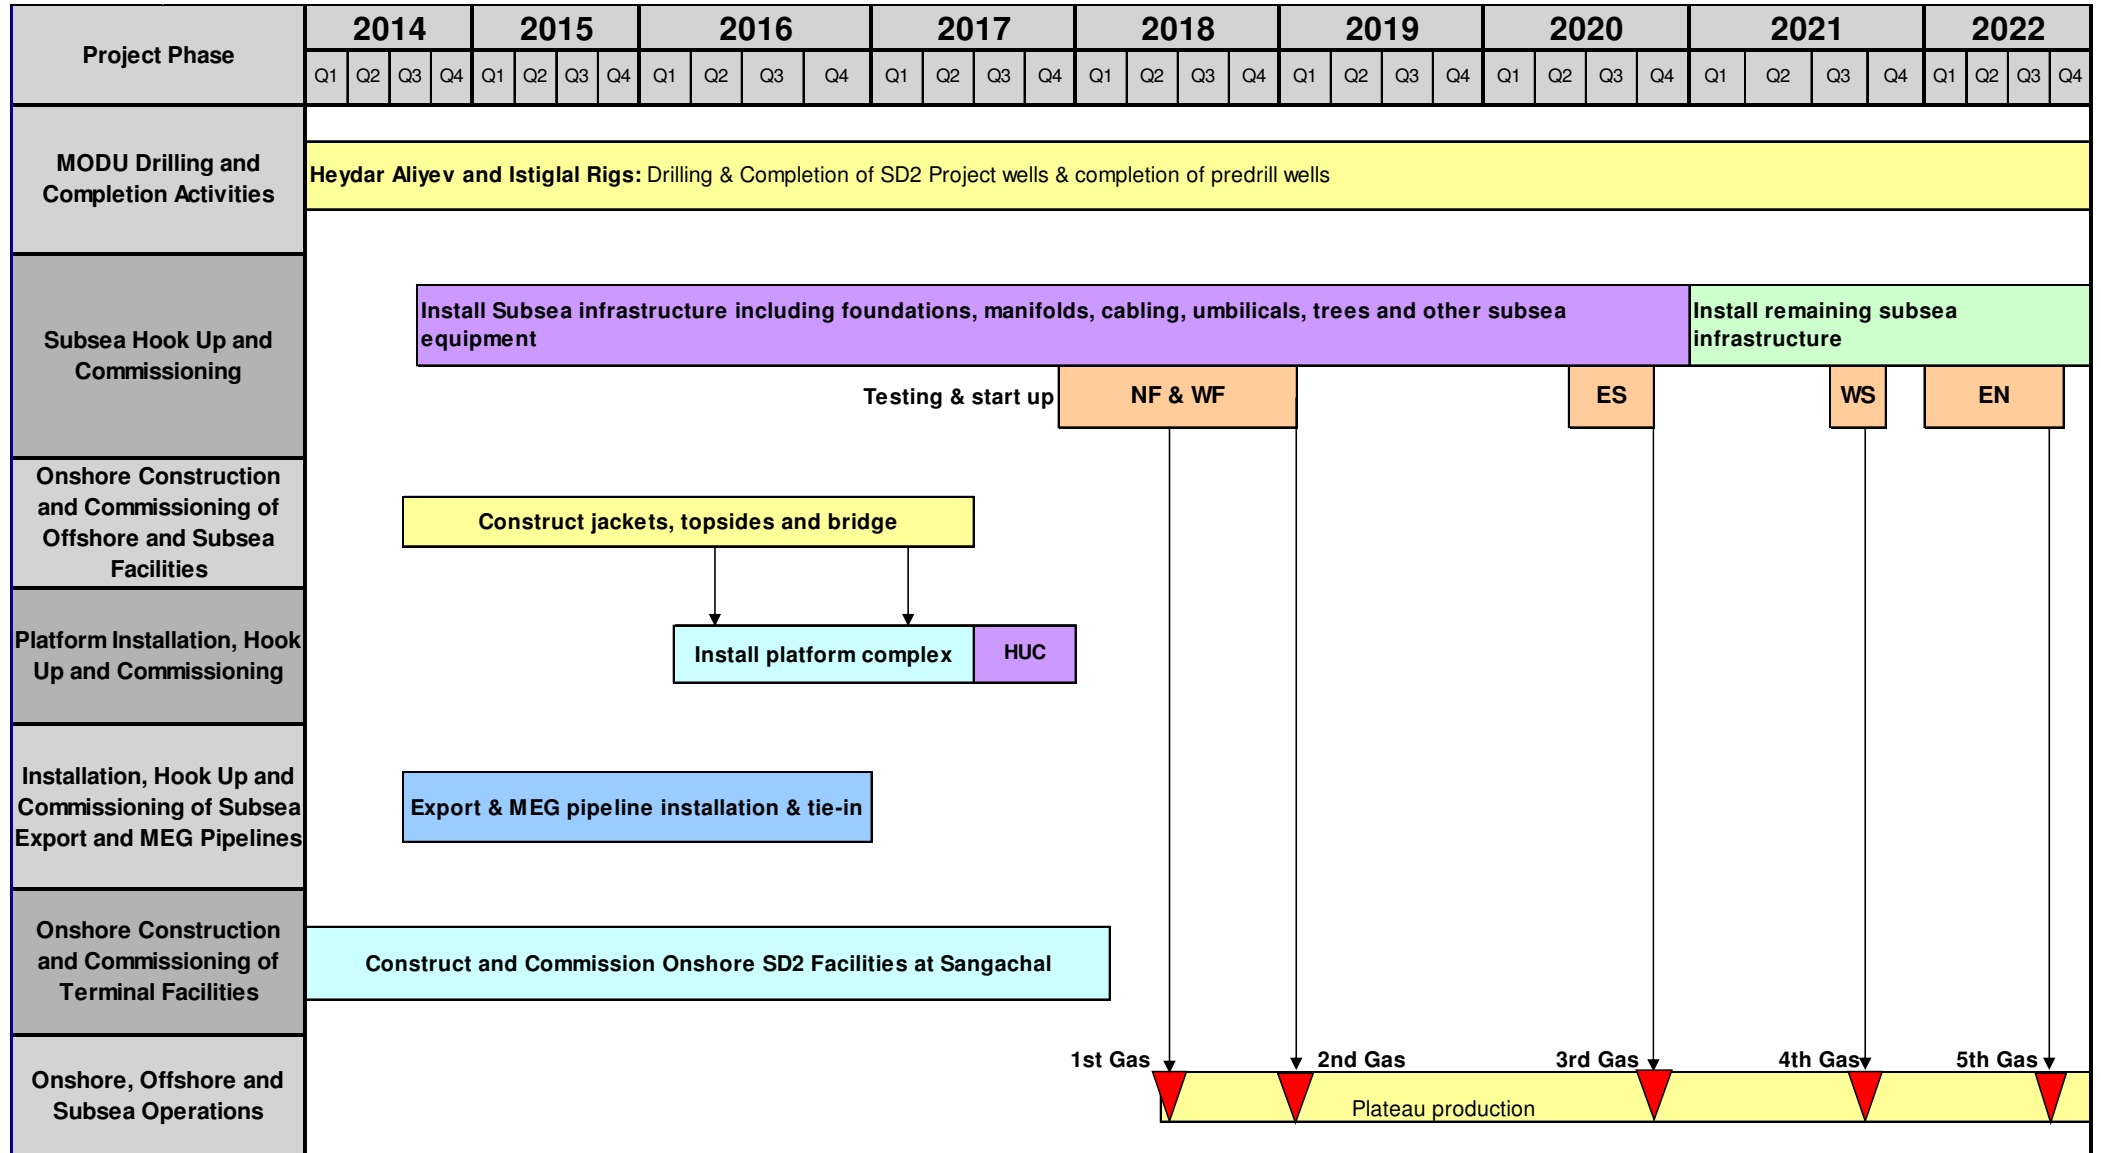 Project Phase
2014 2015 2016 2017 2018 2019 2020 2021 2022
Q1 Q2 Q3 Q4 Q1 Q2 Q3 Q4 Q1 Q2 Q3 Q4 Q1 Q2 Q3 Q4 Q1 Q2 Q3 Q4 Q1 Q2 Q3 Q4 Q1 Q2 Q3 Q4 Q1 Q2 Q3 Q4 Q1 Q2 Q3 Q4
MODU Drilling and
Completion Activities
Heydar Aliyev and Istiglal Rigs: Drilling & Completion of SD2 Project wells & completion of predrill wells
Subsea Hook Up and
Commissioning
Install Subsea infrastructure including foundations, manifolds, cabling, umbilicals, trees and other subsea
equipment
Install remaining subsea
infrastructure
Testing & start up
NF & WF
ES
WS
EN
Onshore Construction
and Commissioning of
Offshore and Subsea
Facilities
Construct jackets, topsides and bridge
Platform Installation, Hook
Up and Commissioning
Install platform complex
HUC
Installation, Hook Up and
Commissioning of Subsea
Export and MEG Pipelines
Export & MEG pipeline installation & tie-in
Onshore Construction
and Commissioning of
Terminal Facilities
Construct and Commission Onshore SD2 Facilities at Sangachal
Onshore, Offshore and
Subsea Operations
1st Gas
2nd Gas
3rd Gas
4th Gas
5th Gas
Plateau production